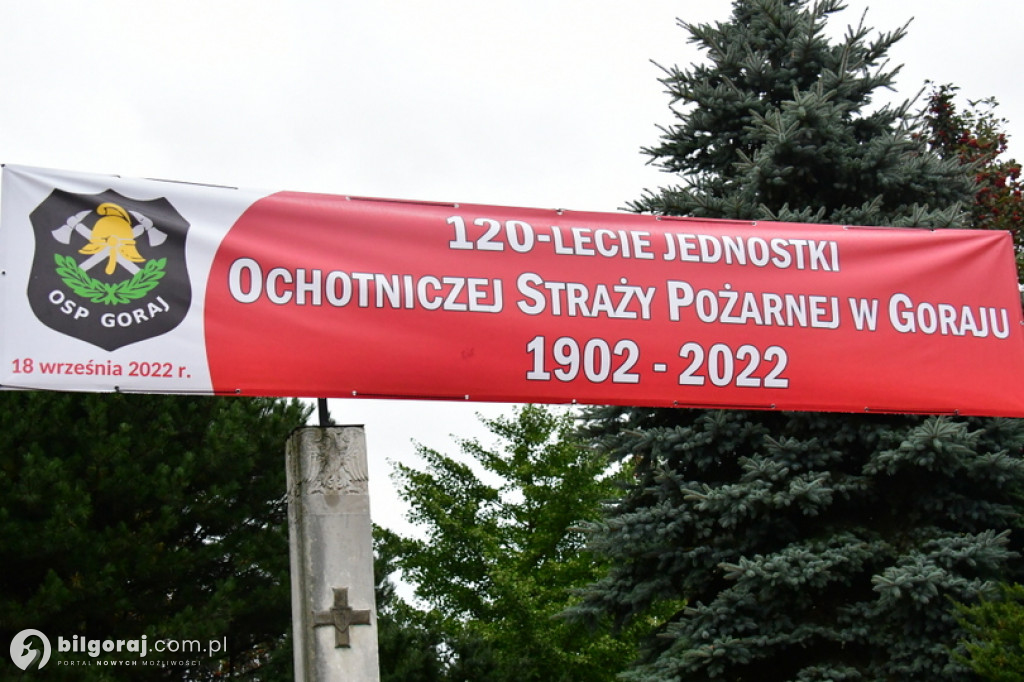 120-LECIE JEDNOSTKI
OCHOTNICZEJ STRAŻY POŻARNEJ W GORAJU
1902 - 2022
OSP GORAJ
18 września 2022 r.
bilgoraj.com.pl
PORTAL NOWYCH MOŻLIWOŚCI